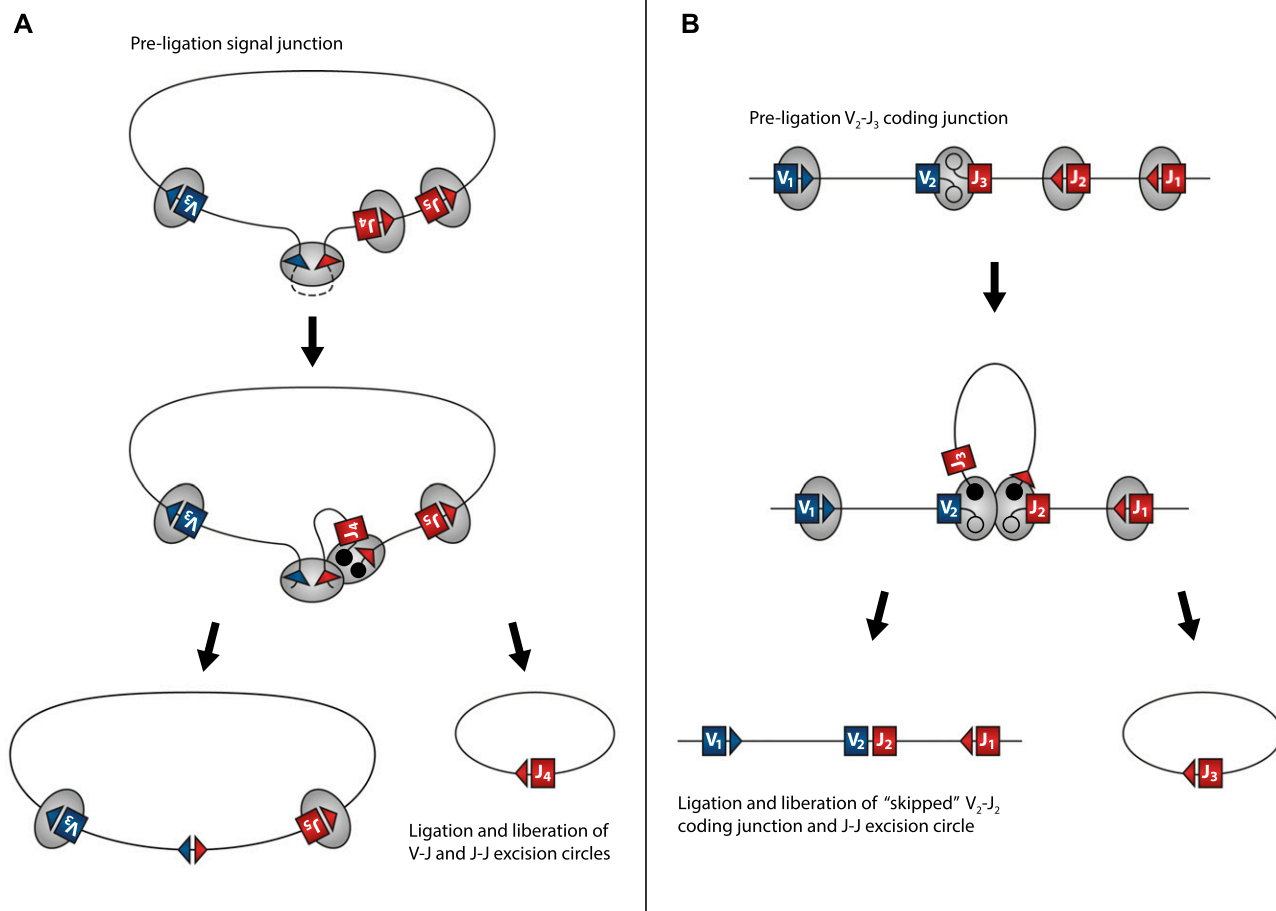 A
Pre-ligation signal junction
V3
J4
J5
V3
J4
J5
V3
J5
J4
Ligation and liberation of
V-J and J-J excision circles
B
Pre-ligation V2-J3 coding junction
V1 V2 J3 J2 J1
J3
V1 V2 J2 J1
V1 V2 J2 J1
J3
Ligation and liberation of “skipped” V2-J2
coding junction and J-J excision circle